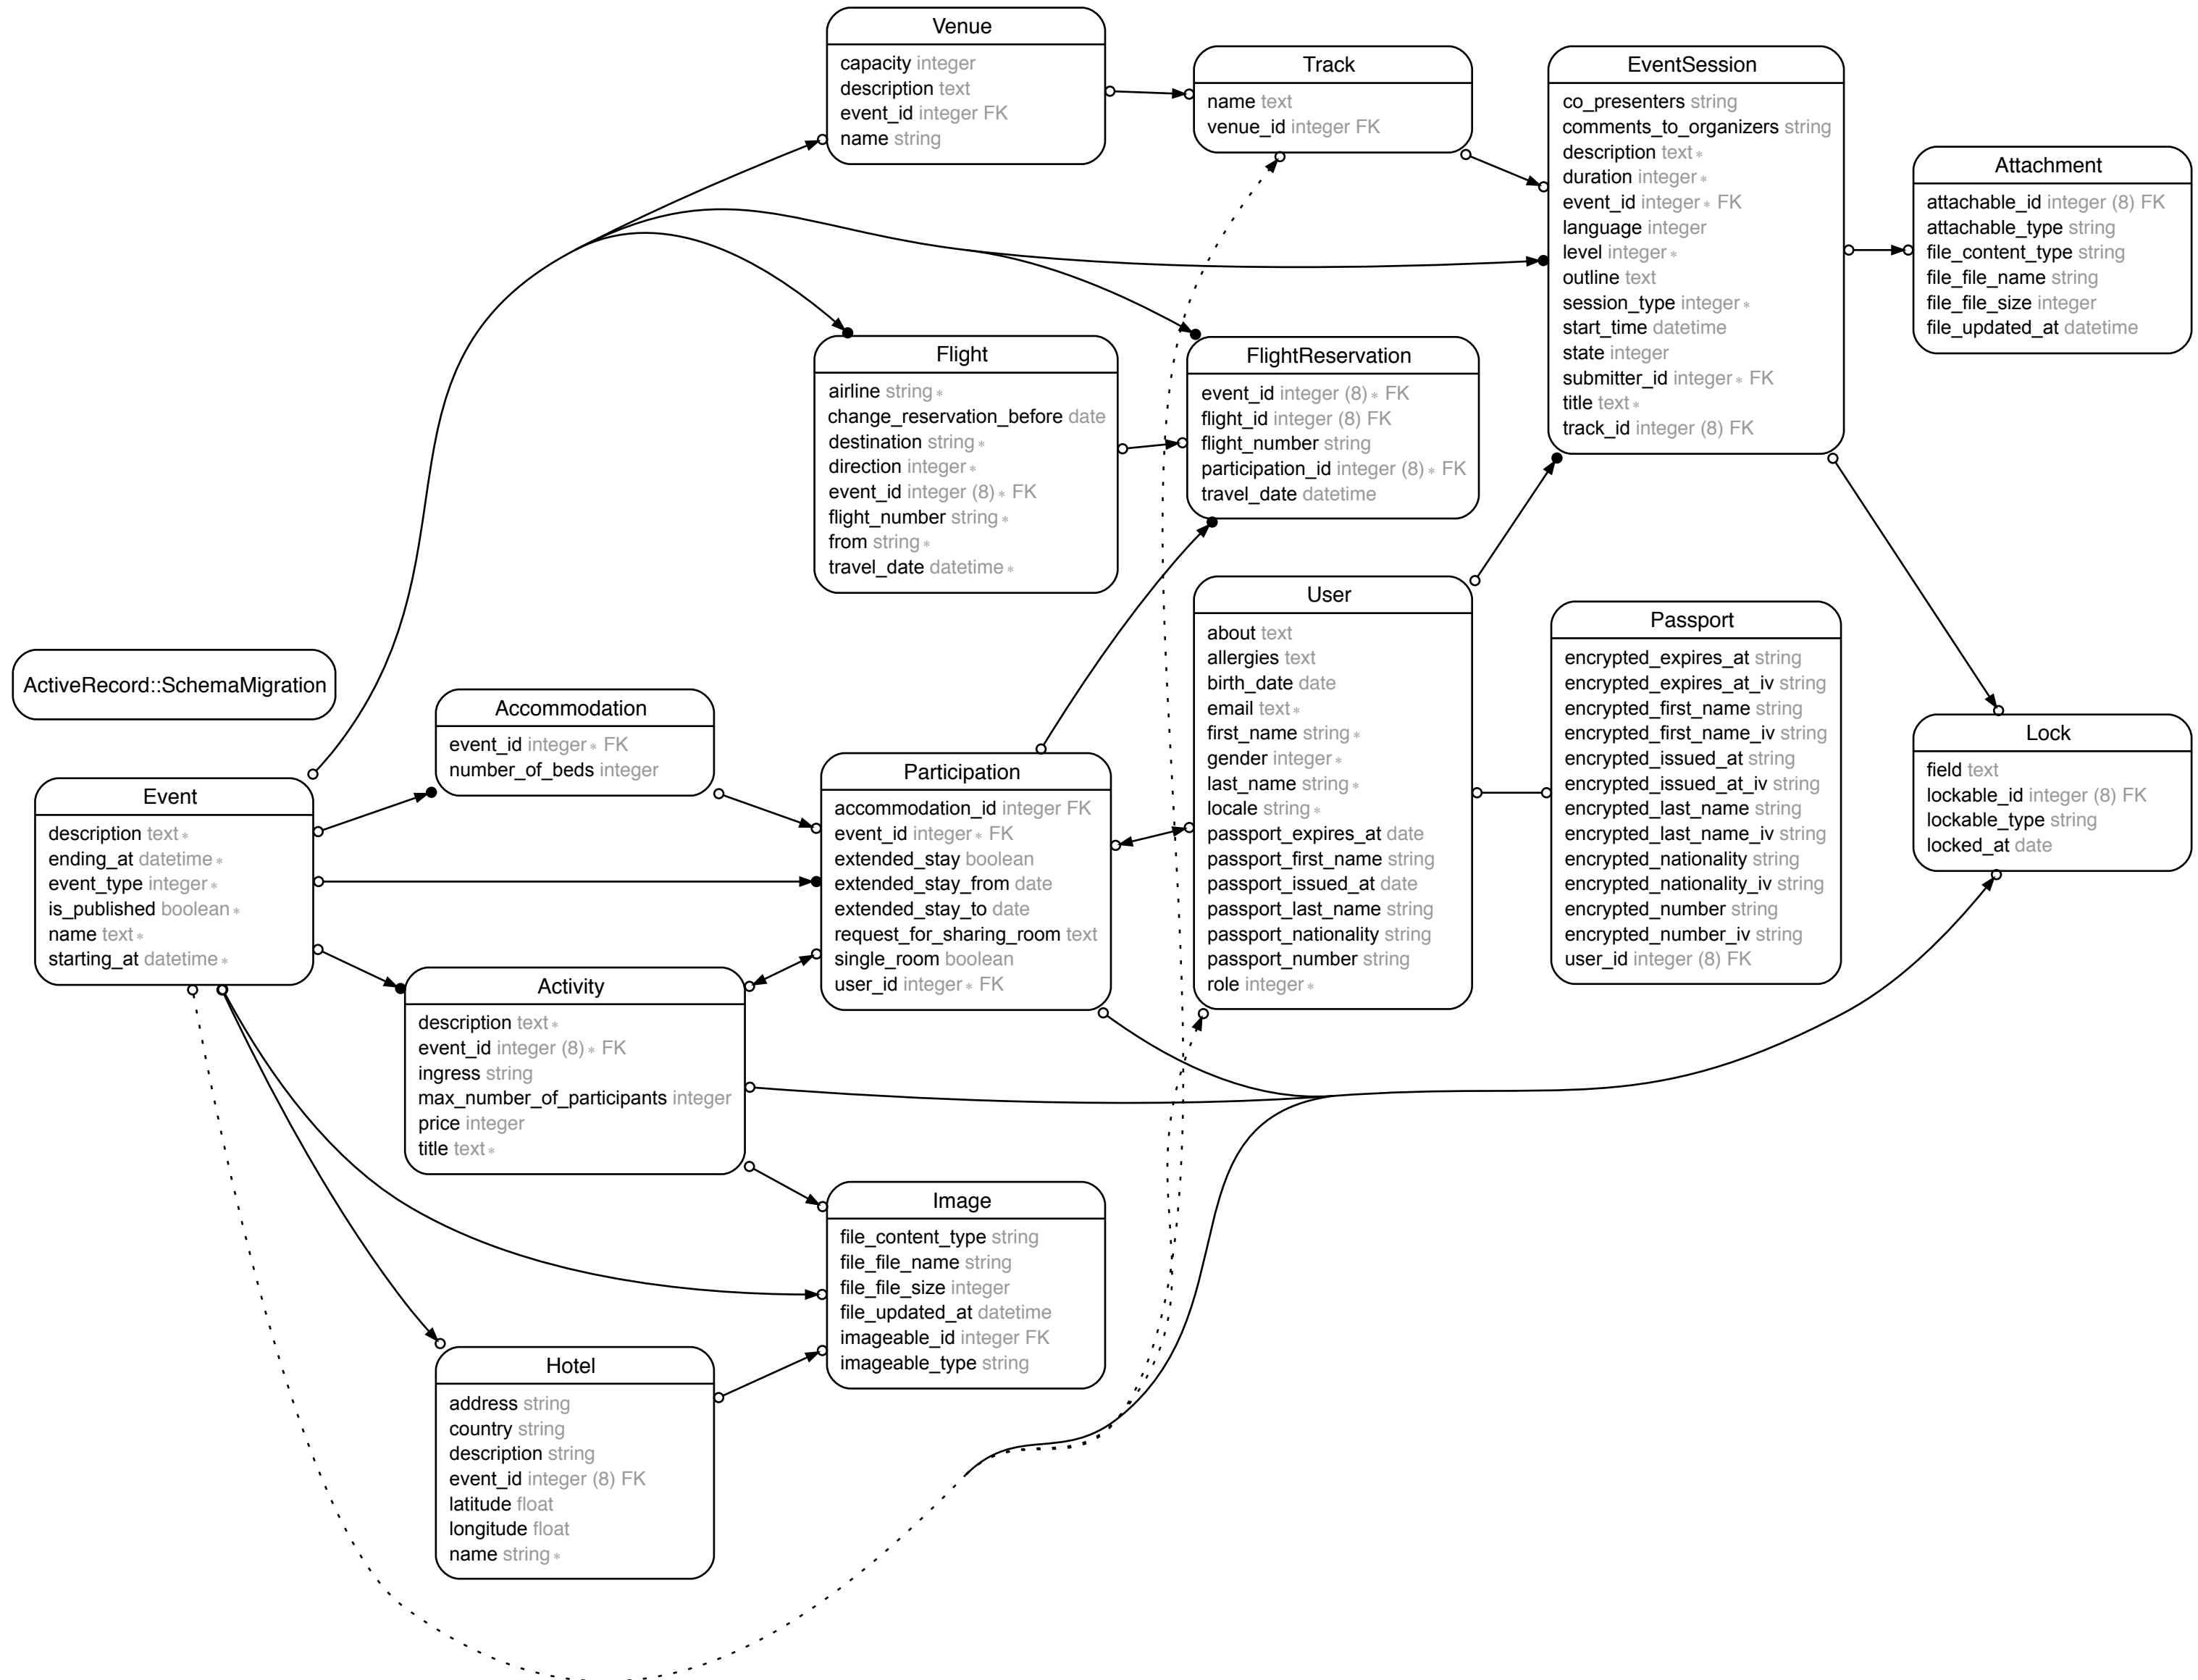 Venue
capacity integer
description text
event_id integer FK
name string
Track
name text
venue_id integer FK
EventSession
co_presenters string
comments_to_organizers string
description text *
duration integer *
event_id integer * FK
language integer
level integer *
outline text
session_type integer *
start_time datetime
state integer
submitter_id integer * FK
title text *
track_id integer (8) FK
Attachment
attachable_id integer (8) FK
attachable_type string
file_content_type string
file_file_name string
file_file_size integer
file_updated_at datetime
Flight
airline string *
change_reservation_before date
destination string *
direction integer *
event_id integer (8) * FK
flight_number string *
from string *
travel_date datetime *
FlightReservation
event_id integer (8) * FK
flight_id integer (8) FK
flight_number string
participation_id integer (8) * FK
travel_date datetime
ActiveRecord::SchemaMigration
Accommodation
event_id integer * FK
number_of_beds integer
Event
description text *
ending_at datetime *
event_type integer *
is_published boolean *
name text *
starting_at datetime *
Participation
accommodation_id integer FK
event_id integer * FK
extended_stay boolean
extended_stay_from date
extended_stay_to date
request_for_sharing_room text
single_room boolean
user_id integer * FK
User
about text
allergies text
birth_date date
email text *
first_name string *
gender integer *
last_name string *
locale string *
passport_expires_at date
passport_first_name string
passport_issued_at date
passport_last_name string
passport_nationality string
passport_number string
role integer *
Passport
encrypted_expires_at string
encrypted_expires_at_iv string
encrypted_first_name string
encrypted_first_name_iv string
encrypted_issued_at string
encrypted_issued_at_iv string
encrypted_last_name string
encrypted_last_name_iv string
encrypted_nationality string
encrypted_nationality_iv string
encrypted_number string
encrypted_number_iv string
user_id integer (8) FK
Lock
field text
lockable_id integer (8) FK
lockable_type string
locked_at date
Activity
description text *
event_id integer (8) * FK
ingress string
max_number_of_participants integer
price integer
title text *
Image
file_content_type string
file_file_name string
file_file_size integer
file_updated_at datetime
imageable_id integer FK
imageable_type string
Hotel
address string
country string
description string
event_id integer (8) FK
latitude float
longitude float
name string *